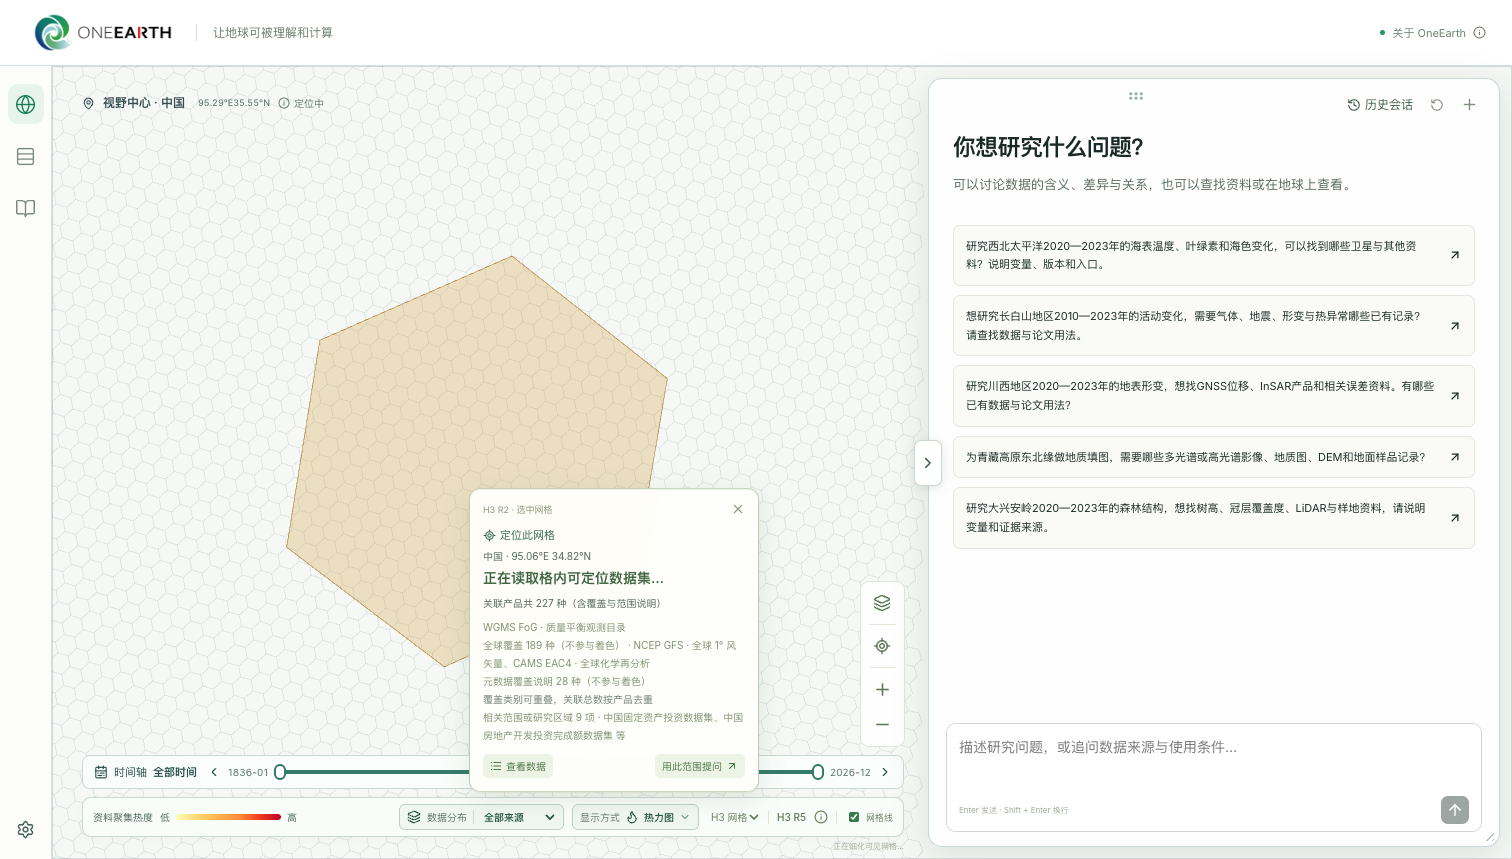 ONEEARTH
让地球可被理解和计算
关于 OneEarth
视野中心 · 中国
95.29°E35.55°N
定位中
H3 R2 · 选中网格
定位此网格
中国 · 95.06°E 34.82°N
正在读取格内可定位数据集...
关联产品共 227 种（含覆盖与范围说明）
WGMS FoG · 质量平衡观测目录
全球覆盖 189 种（不参与着色） · NCEP GFS · 全球 1° 风
矢量、CAMS EAC4 · 全球化学再分析
元数据覆盖说明 28 种（不参与着色）
覆盖类别可重叠，关联总数按产品去重
相关范围或研究区域 9 项 · 中国固定资产投资数据集、中国
房地产开发投资完成额数据集 等
查看数据
用此范围提问
时间轴 全部时间
1836-01
2026-12
资料聚集热度 低
高
数据分布 全部来源
显示方式 热力图
H3 网格
H3 R5
网格线
正在细化可见网格...
历史会话
你想研究什么问题?
可以讨论数据的含义、差异与关系，也可以查找资料或在地球上查看。
研究西北太平洋2020—2023年的海表温度、叶绿素和海色变化，可以找到哪些卫星与其他资
料？说明变量、版本和入口。
想研究长白山地区2010—2023年的活动变化，需要气体、地震、形变与热异常哪些已有记录?
请查找数据与论文用法。
研究川西地区2020—2023年的地表形变，想找GNSS位移、InSAR产品和相关误差资料。有哪些
已有数据与论文用法?
为青藏高原东北缘做地质填图，需要哪些多光谱或高光谱影像、地质图、DEM和地面样品记录?
研究大兴安岭2020—2023年的森林结构，想找树高、冠层覆盖度、LiDAR与样地资料，请说明
变量和证据来源。
描述研究问题，或追问数据来源与使用条件...
Enter 发送 · Shift + Enter 换行